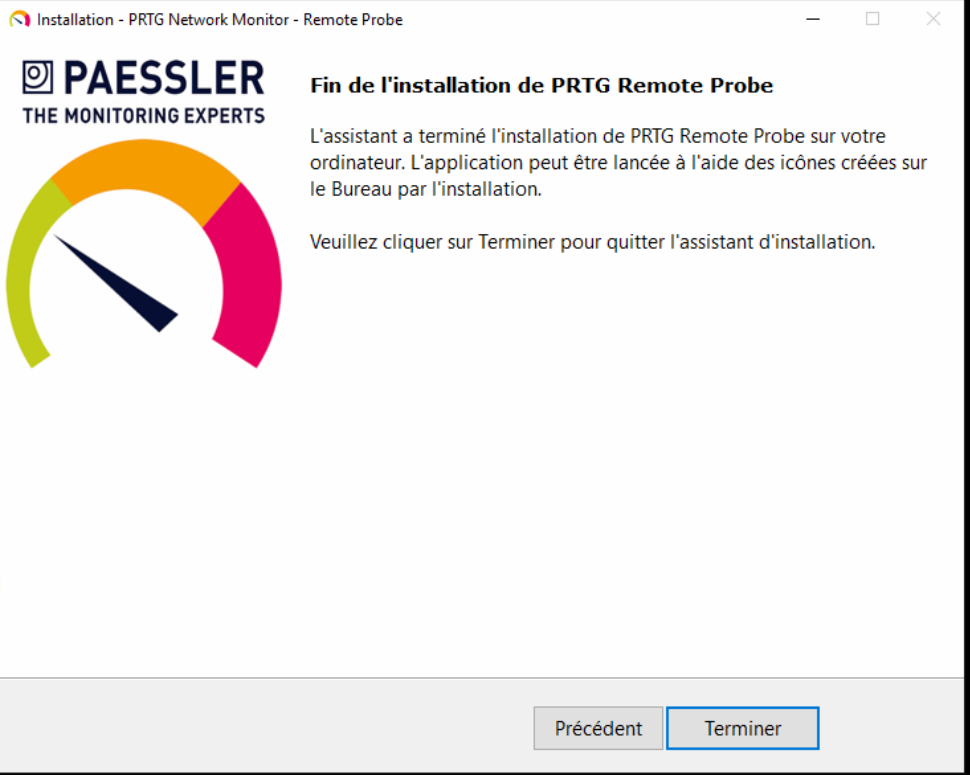 Installation - PRTG Network Monitor - Remote Probe
PAESSLER
THE MONITORING EXPERTS
Fin de l'installation de PRTG Remote Probe
L'assistant a terminé l'installation de PRTG Remote Probe sur votre
ordinateur. L'application peut être lancée à l'aide des icônes créées sur
le Bureau par l'installation.
Veuillez cliquer sur Terminer pour quitter l'assistant d'installation.
Précédent
Terminer